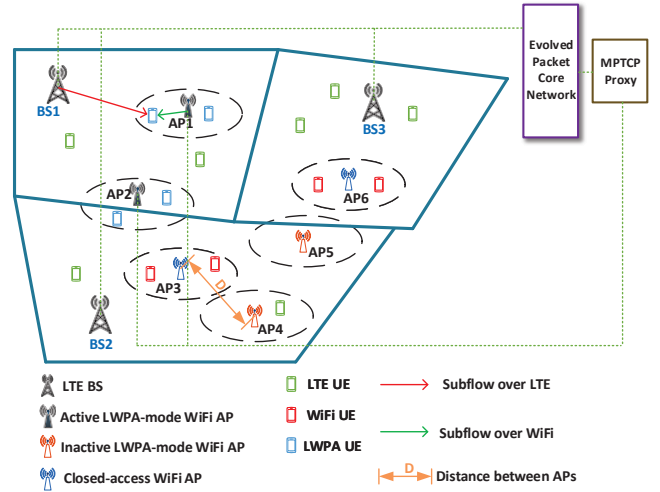 Evolved
Packet
Core
Network
MPTCP
Proxy
BS1
AP1
BS3
AP2
AP6
AP5
AP3
D
AP4
BS2
LTE BS
Active LWPA-mode WiFi AP
Inactive LWPA-mode WiFi AP
Closed-access WiFi AP
LTE UE
WiFi UE
LWPA UE
Subflow over LTE
Subflow over WiFi
D
Distance between APs